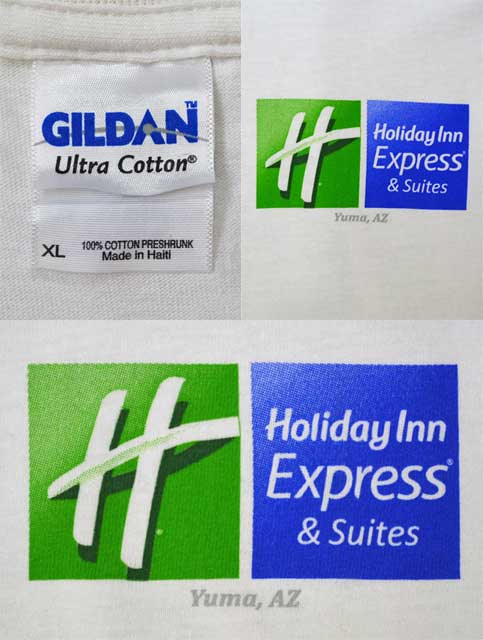 GILDAN™
Ultra Cotton®
XL
100% COTTON PRESHRUNK
Made in Haiti
H
Holiday Inn
Express®
& Suites
Yuma, AZ
H
Holiday Inn
Express®
& Suites
Yuma, AZ